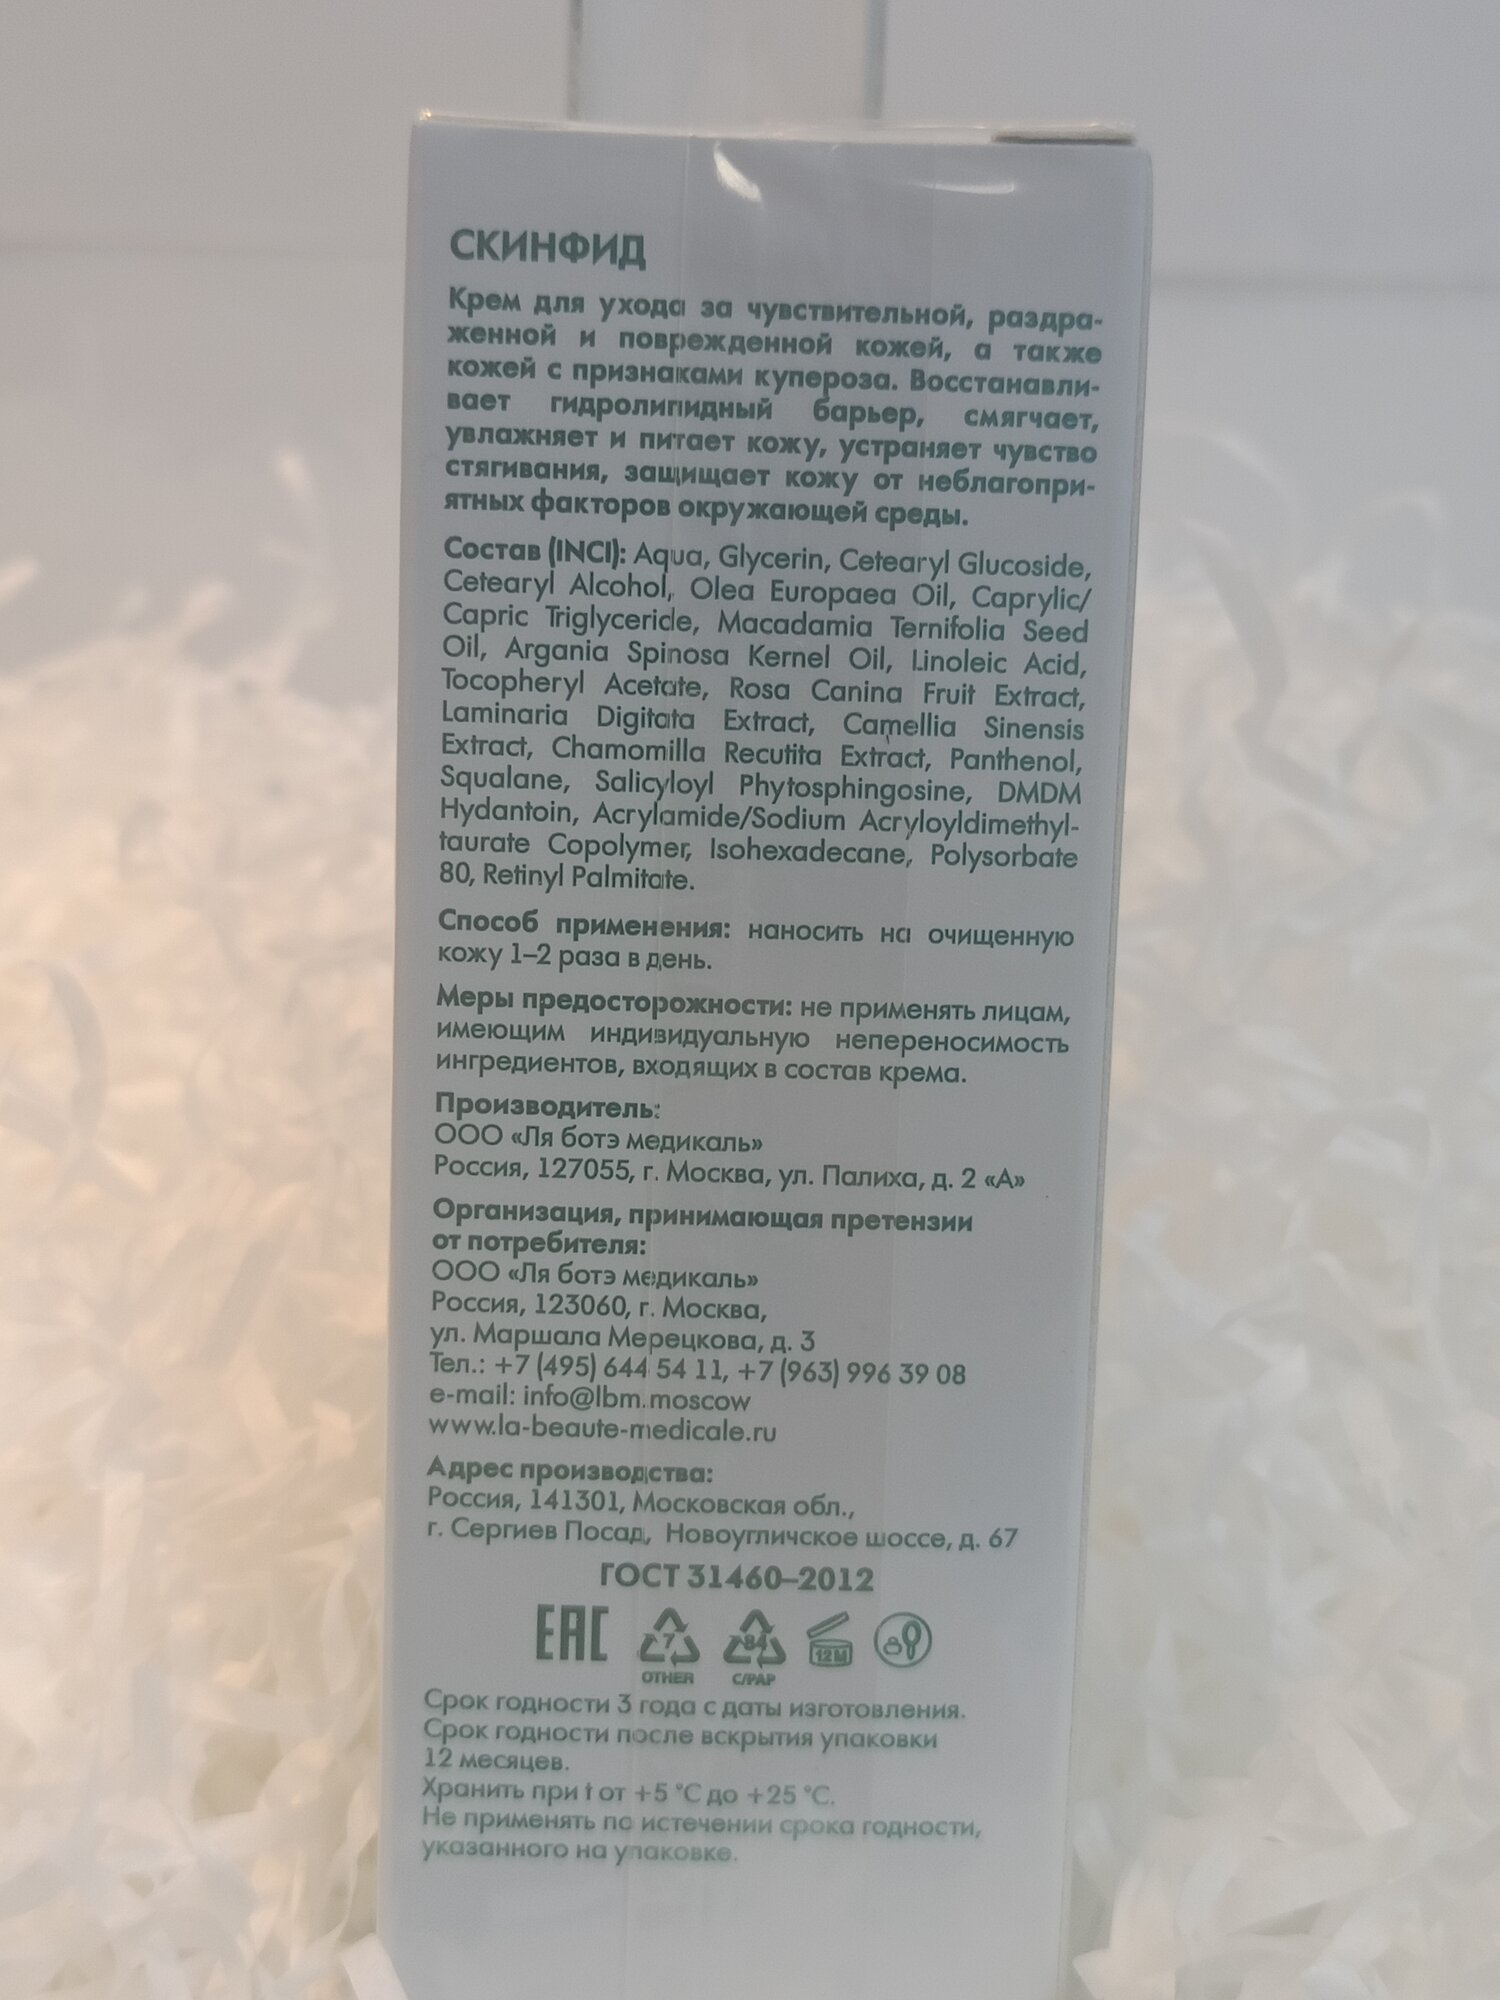 СКИНФИД
Крем для ухода за чувствительной, раздра-
женной и поврежденной кожей, а также
кожей с признаками купероза. Восстанавли-
вает гидролипидный барьер, смягчает,
увлажняет и питает кожу, устраняет чувство
стягивания, защищает кожу от неблагопри-
ятных факторов окружающей среды.
Состав (INCI): Aqua, Glycerin, Cetearyl Glucoside,
Cetearyl Alcohol, Olea Europaea Oil, Caprylic/
Capric Triglyceride, Macadamia Ternifolia Seed
Oil, Argania Spinosa Kernel Oil, Linoleic Acid,
Tocopheryl Acetate, Rosa Canina Fruit Extract,
Laminaria Digitata Extract, Camellia Sinensis
Extract, Chamomilla Recutita Extract, Panthenol,
Squalane, Salicyloyl Phytosphingosine, DMDM
Hydantoin, Acrylamide/Sodium Acryloyldimethyl-
taurate Copolymer, Isohexadecane, Polysorbate
80, Retinyl Palmitate.
Способ применения: наносить на очищенную
кожу 1–2 раза в день.
Меры предосторожности: не применять лицам,
имеющим индивидуальную непереносимость
ингредиентов, входящих в состав крема.
Производитель:
ООО «Ля ботэ медикаль»
Россия, 127055, г. Москва, ул. Палиха, д. 2 «А»
Организация, принимающая претензии
от потребителя:
ООО «Ля ботэ медикаль»
Россия, 123060, г. Москва,
ул. Маршала Мерецкова, д. 3
Тел.: +7 (495) 644 54 11, +7 (963) 996 39 08
e-mail: info@lbm.moscow
www.la-beaute-medicale.ru
Адрес производства:
Россия, 141301, Московская обл.,
г. Сергиев Посад, Новоугличское шоссе, д. 67
ГОСТ 31460–2012
EAC 7 84 12M
OTHER C/PAP
Срок годности 3 года с даты изготовления.
Срок годности после вскрытия упаковки
12 месяцев.
Хранить при t от +5 °C до +25 °C.
Не применять по истечении срока годности,
указанного на упаковке.